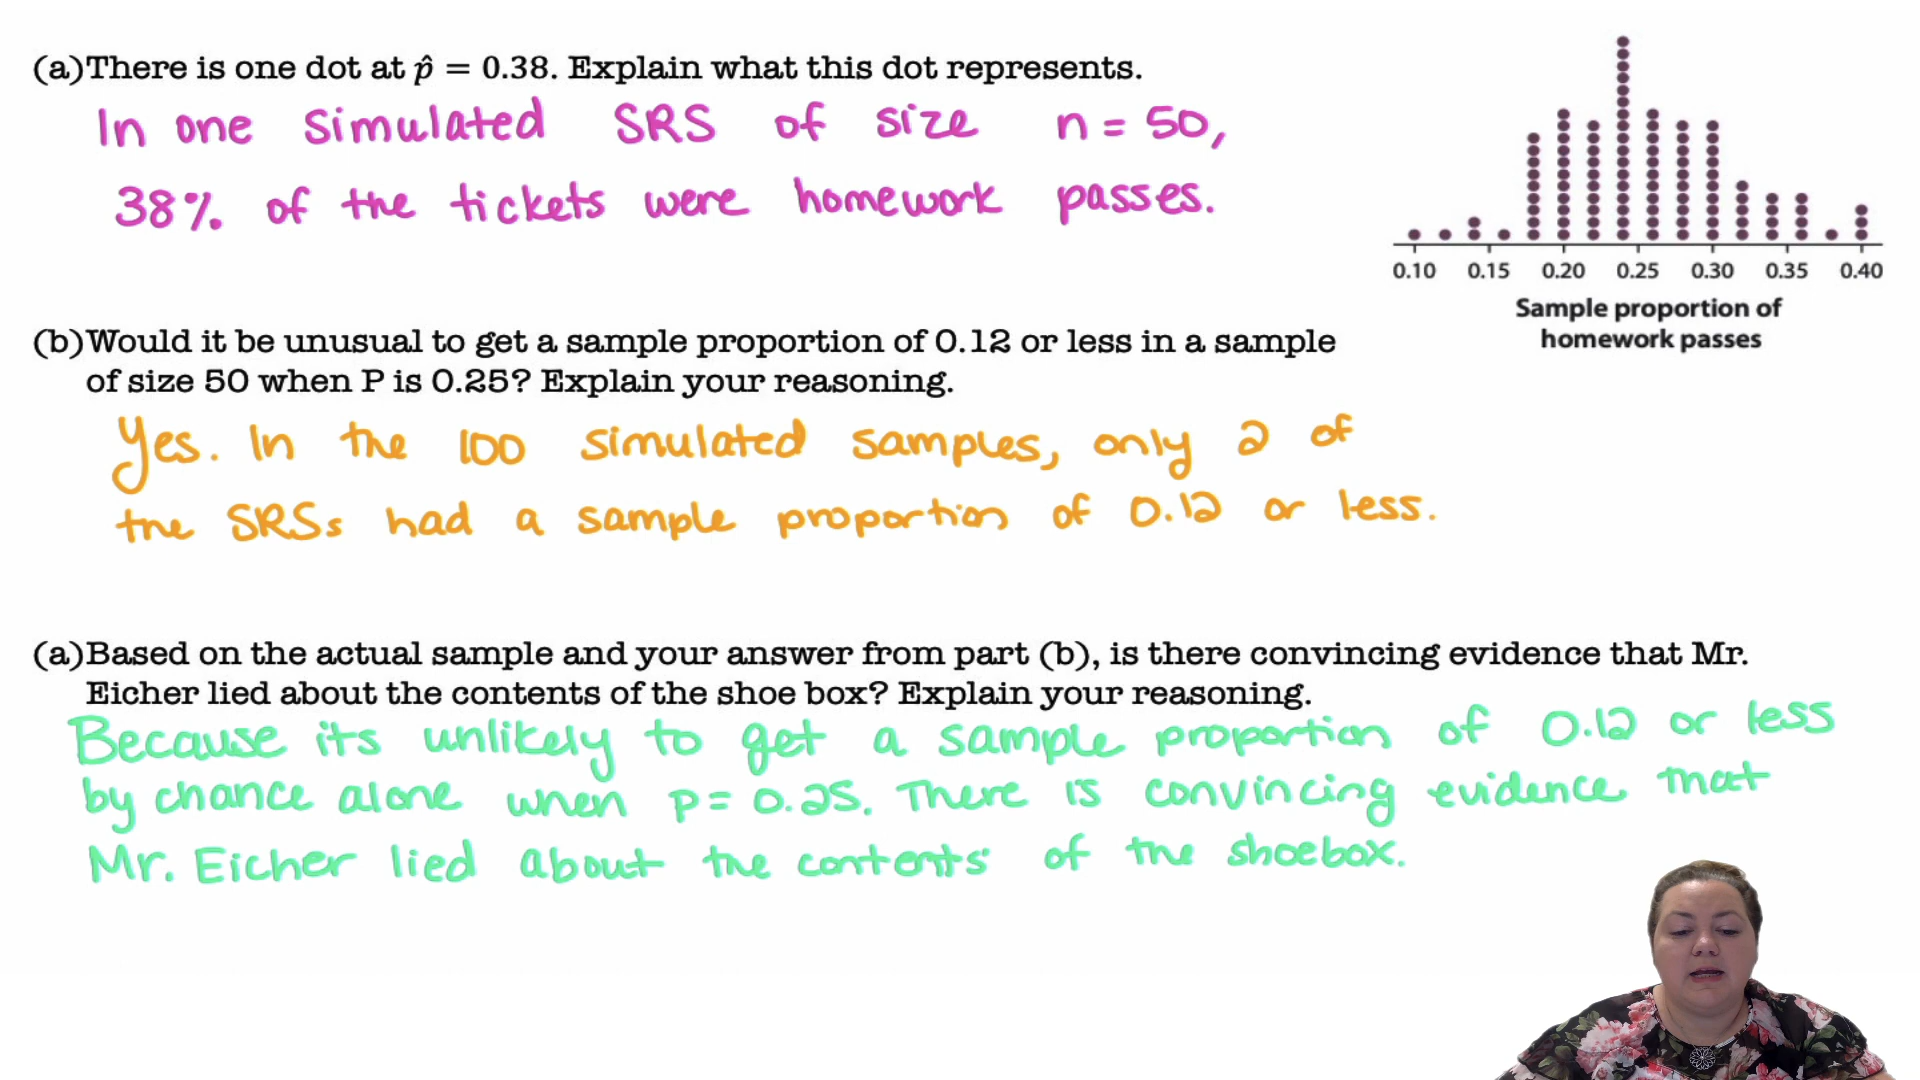 (a)There is one dot at p̂ = 0.38. Explain what this dot represents.
In one simulated SRS of size n = 50,
38% of the tickets were homework passes.
0.10 0.15 0.20 0.25 0.30 0.35 0.40
Sample proportion of
homework passes
(b)Would it be unusual to get a sample proportion of 0.12 or less in a sample
of size 50 when P is 0.25? Explain your reasoning.
Yes. In the 100 simulated samples, only 2 of
the SRSs had a sample proportion of 0.12 or less.
(a)Based on the actual sample and your answer from part (b), is there convincing evidence that Mr.
Eicher lied about the contents of the shoe box? Explain your reasoning.
Because its unlikely to get a sample proportion of 0.12 or less
by chance alone when p = 0.25. There is convincing evidence that
Mr. Eicher lied about the contents of the shoebox.